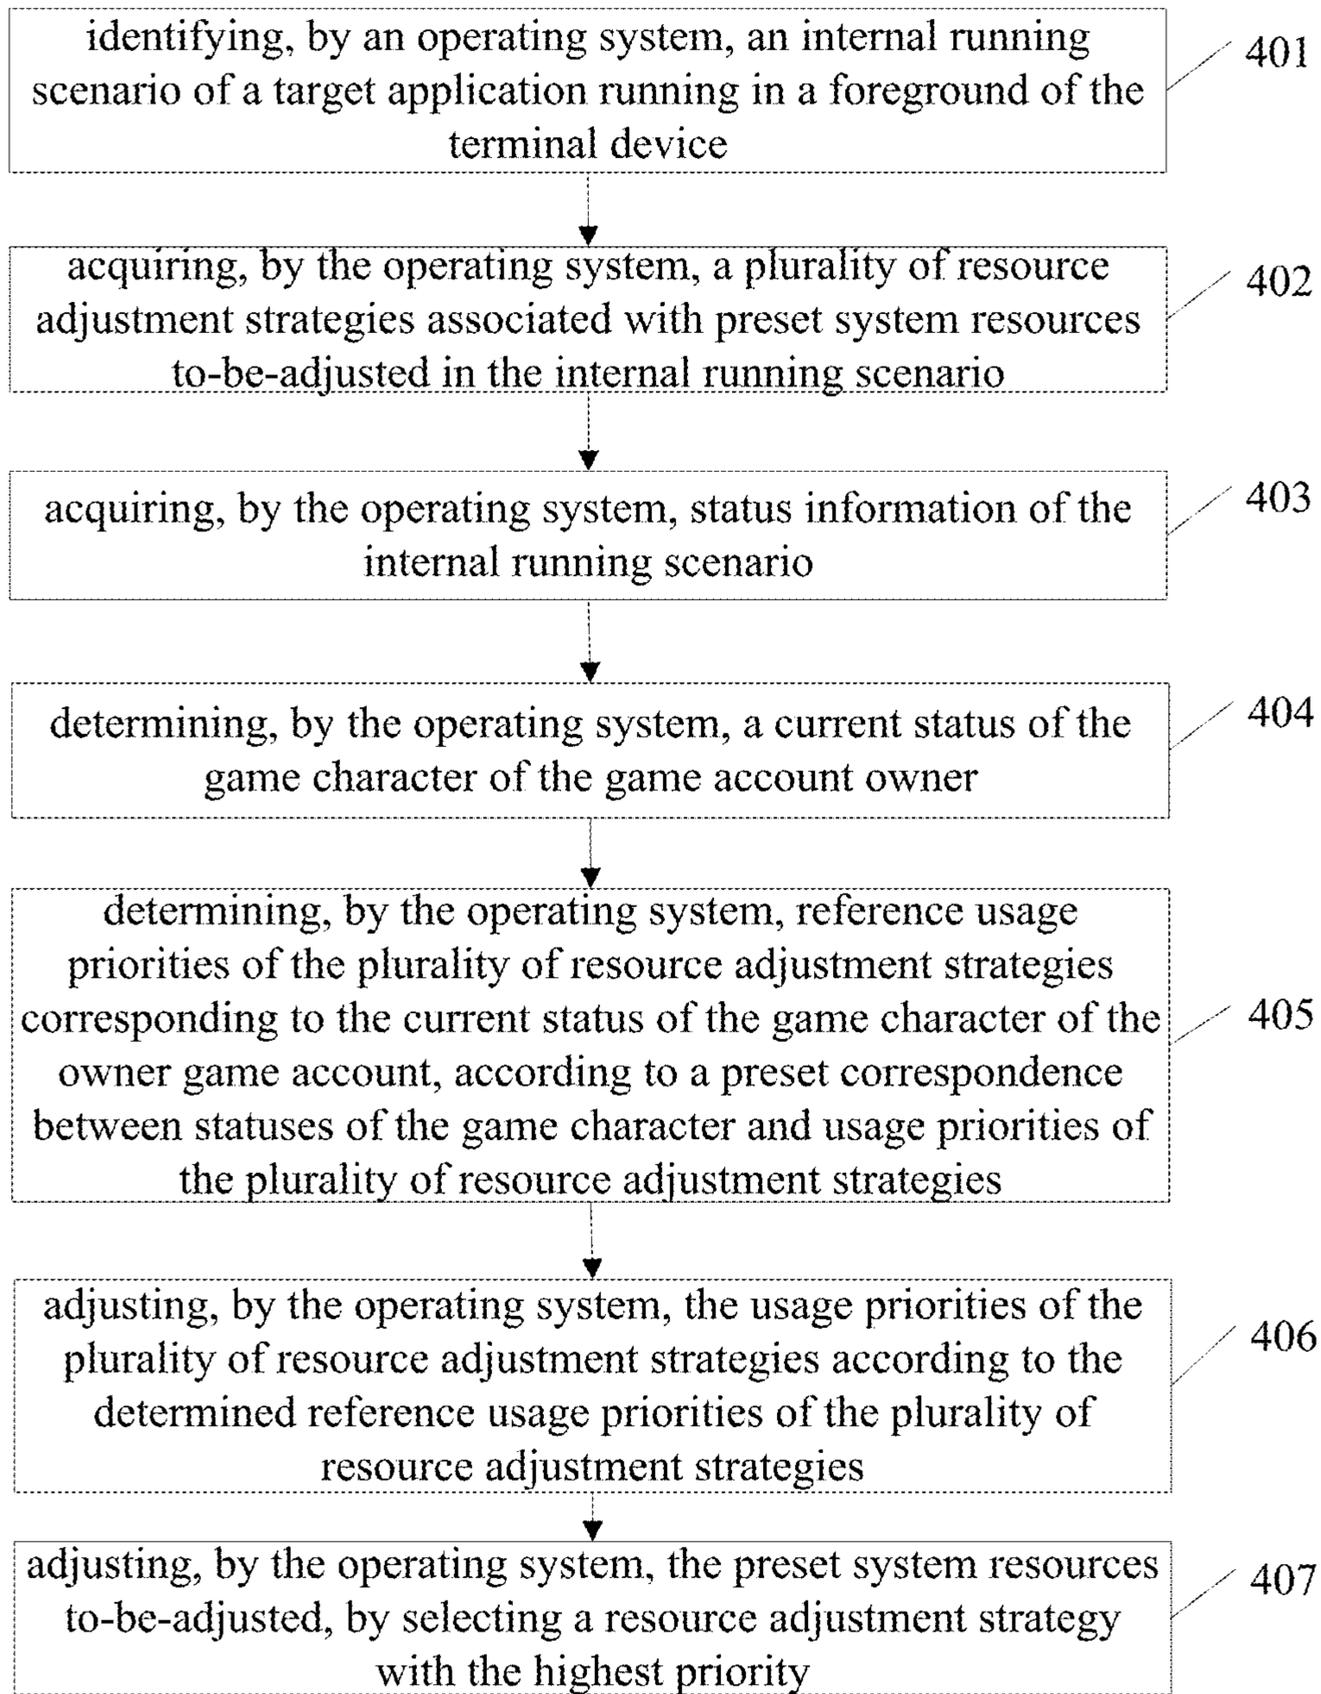 identifying, by an operating system, an internal running
scenario of a target application running in a foreground of the
terminal device
401
acquiring, by the operating system, a plurality of resource
adjustment strategies associated with preset system resources
to-be-adjusted in the internal running scenario
402
acquiring, by the operating system, status information of the
internal running scenario
403
determining, by the operating system, a current status of the
game character of the game account owner
404
determining, by the operating system, reference usage
priorities of the plurality of resource adjustment strategies
corresponding to the current status of the game character of the
owner game account, according to a preset correspondence
between statuses of the game character and usage priorities of
the plurality of resource adjustment strategies
405
adjusting, by the operating system, the usage priorities of the
plurality of resource adjustment strategies according to the
determined reference usage priorities of the plurality of
resource adjustment strategies
406
adjusting, by the operating system, the preset system resources
to-be-adjusted, by selecting a resource adjustment strategy
with the highest priority
407